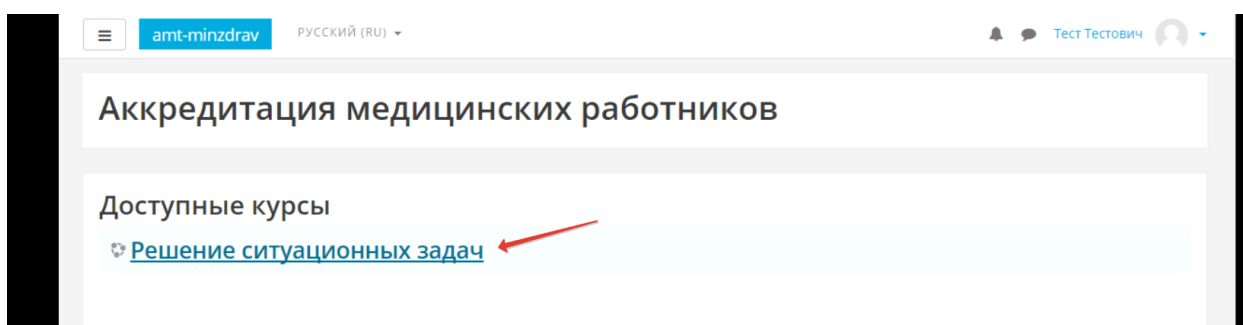 amt-minzdrav РУССКИЙ (RU) Тест Тестович
Аккредитация медицинских работников
Доступные курсы
Решение ситуационных задач